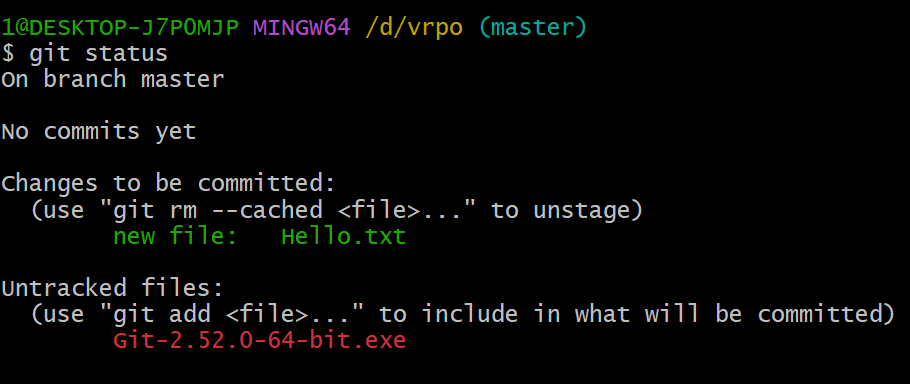 1@DESKTOP-J7P0MJP MINGW64 /d/vrpo (master)
$ git status
On branch master
No commits yet
Changes to be committed:
  (use "git rm --cached <file>..." to unstage)
        new file:   Hello.txt
Untracked files:
  (use "git add <file>..." to include in what will be committed)
        Git-2.52.0-64-bit.exe